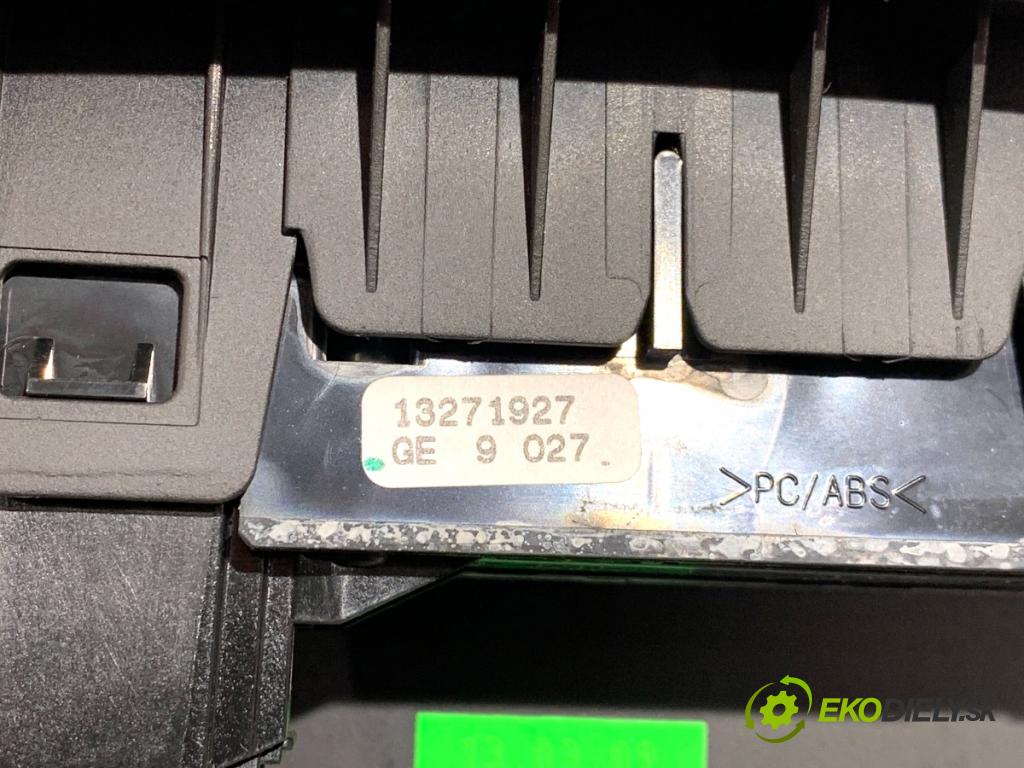 13271927
GE 9 027
>PC/ABS<
EKODIELY.SK